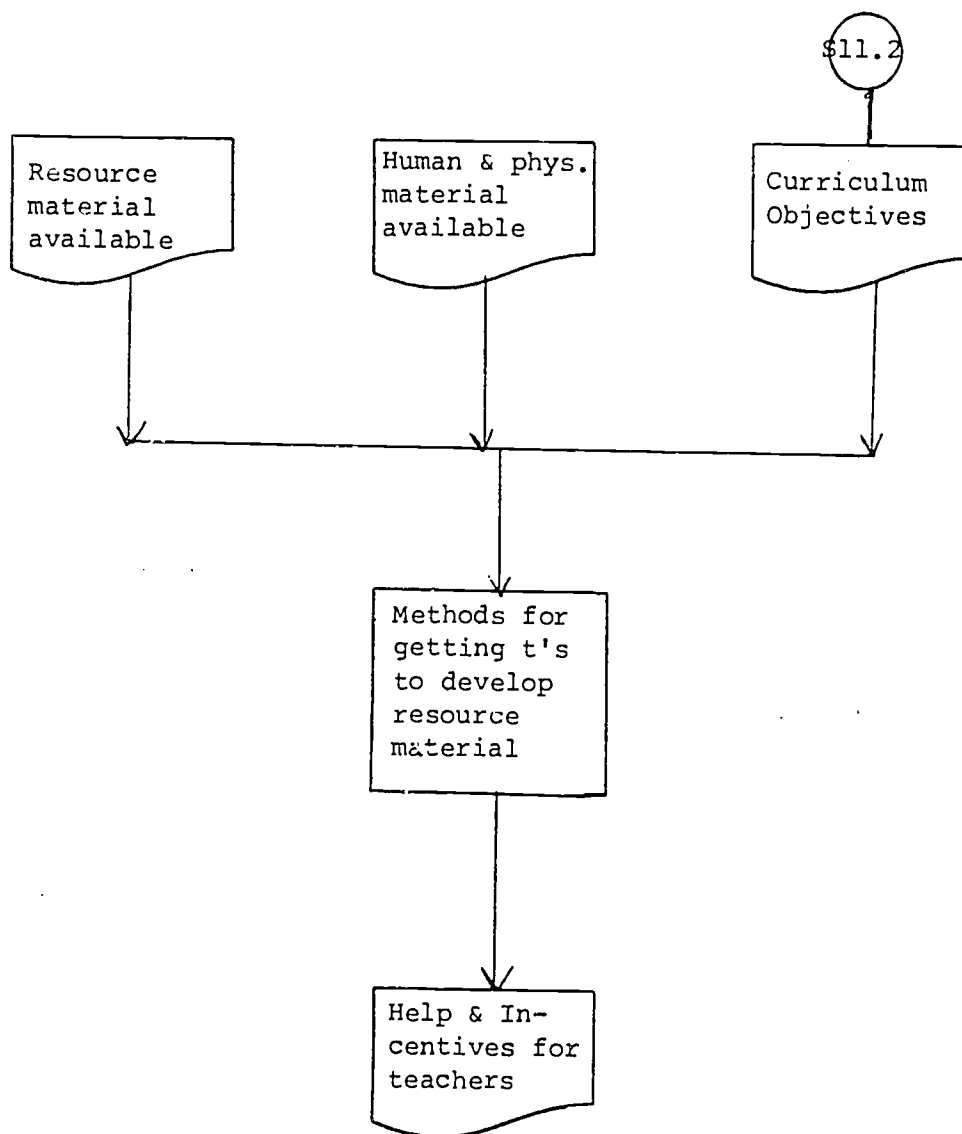 S11.2
Resource
material
available
Human & phys.
material
available
Curriculum
Objectives
Methods for
getting t's
to develop
resource
material
Help & In-
centives for
teachers